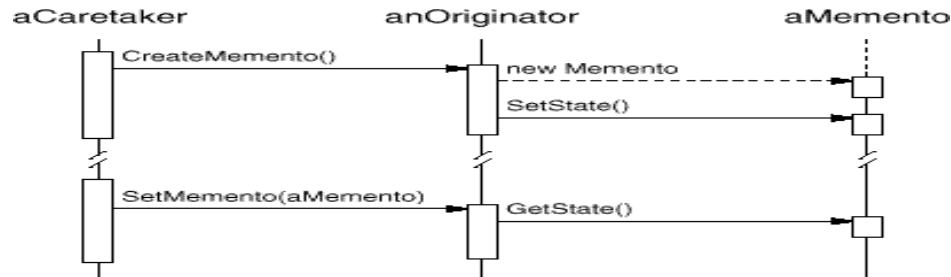 aCaretaker anOriginator aMemento
CreateMemento()
new Memento
SetState()
SetMemento(aMemento)
GetState()